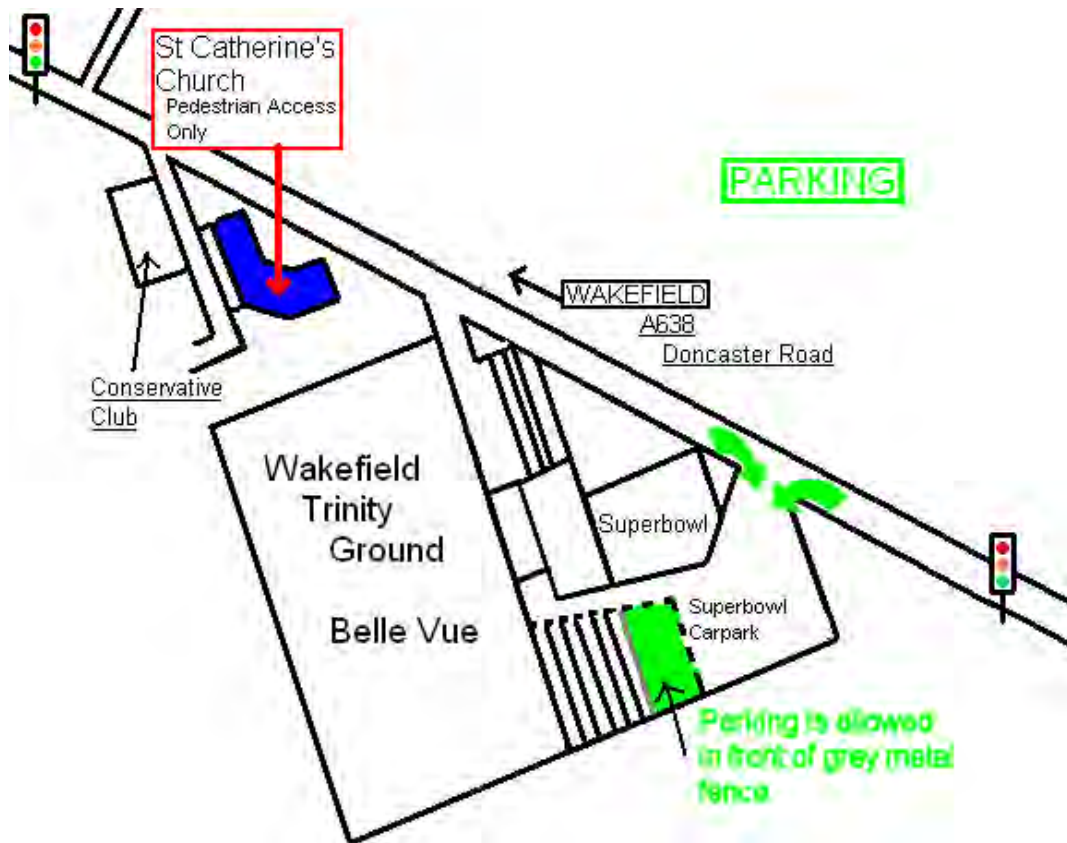 St Catherine's
Church
Pedestrian Access
Only
PARKING
WAKEFIELD
A638
Doncaster Road
Conservative
Club
Wakefield
Trinity
Ground
Belle Vue
Superbowl
Superbowl
Carpark
Parking is allowed
in front of grey metal
fence